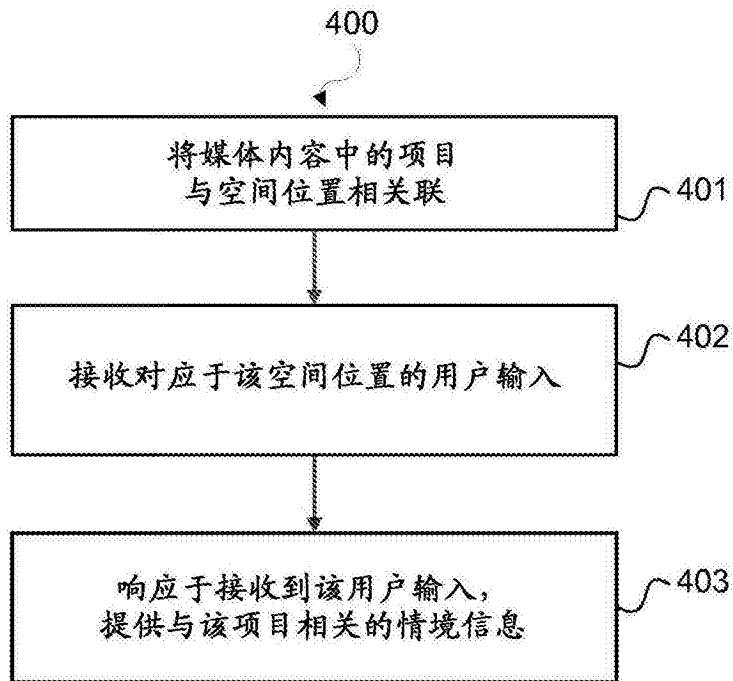 400
将媒体内容中的项目
与空间位置相关联
401
402
接收对应于该空间位置的用户输入
403
响应于接收到该用户输入,
提供与该项目相关的情境信息